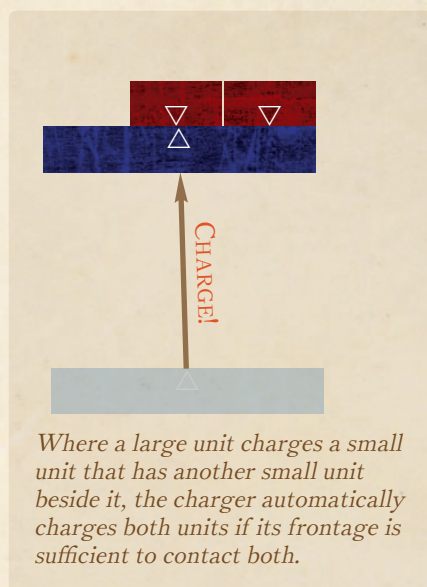 CHARGE!
Where a large unit charges a small
unit that has another small unit
beside it, the charger automatically
charges both units if its frontage is
sufficient to contact both.